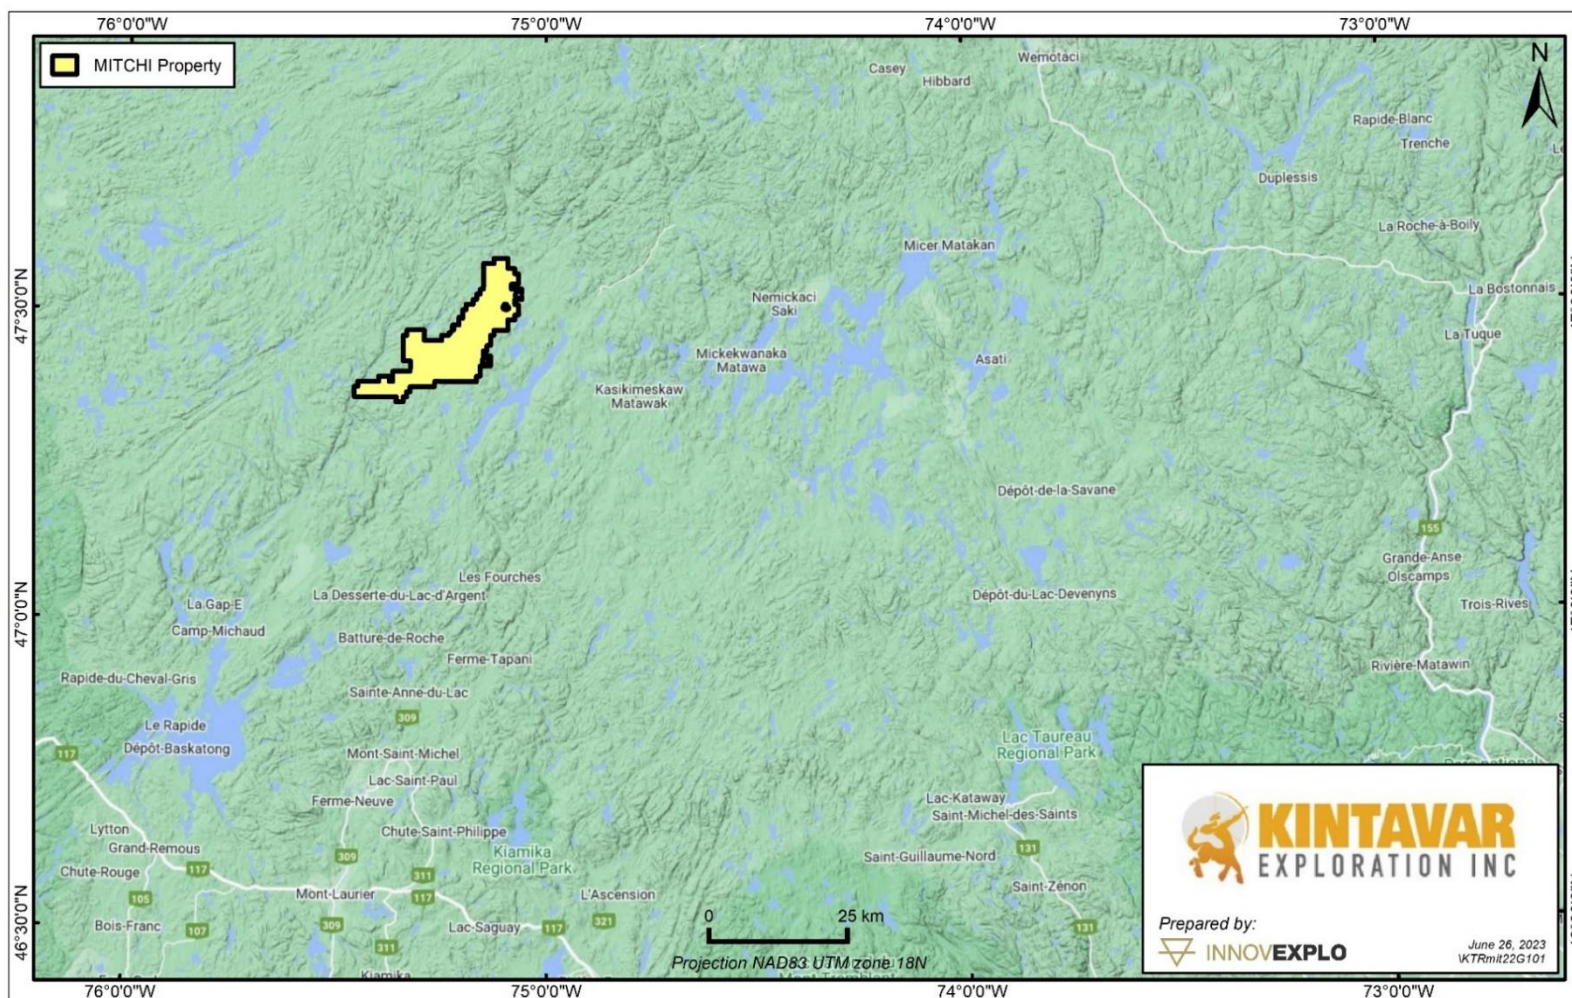 76°0'0"W
75°0'0"W
74°0'0"W
73°0'0"W
MITCHI Property
N
Casey
Hibbard
Wemotaci
Rapide-Blanc
Trenche
Duplessis
La Roche-à-Boily
Micer Matakan
Nemickaci
Saki
La Bostonnais
La Tuque
Mickekwanaka
Matawa
Asati
Kasikimeskaw
Matawak
47°30'0"N
Dépôt-de-la-Savane
155
Grande-Anse
Olscamps
Les Fourches
La Desserte-du-Lac-d'Argent
Dépôt-du-Lac-Devenyns
Trois-Rives
La Gap-E
Camp-Michaud
47°0'0"N
Batture-de-Roche
Ferme-Tapani
Rivière-Matawin
Rapide-du-Cheval-Gris
Sainte-Anne-du-Lac
309
Le Rapide
Dépôt-Baskatong
117
Mont-Saint-Michel
Lac Taureau
Regional Park
Lac-Saint-Paul
Ferme-Neuve
Lac-Kataway
Saint-Michel-des-Saints
Lytton
Grand-Remous
Chute-Saint-Philippe
Kiamika
Regional Park
309
131
Saint-Guillaume-Nord
Chute-Rouge
117
311
117
Mont-Laurier
L'Ascension
Saint-Zénon
105
Bois-Franc
107
309
Lac-Saguay
117
321
131
311
46°30'0"N
Kiamika
0 25 km
Projection NAD83 UTM zone 18N
KINTAVAR
EXPLORATION INC
Prepared by:
INNOVEXPLO
June 26, 2023
\KTRmit22G101
76°0'0"W
75°0'0"W
74°0'0"W
73°0'0"W